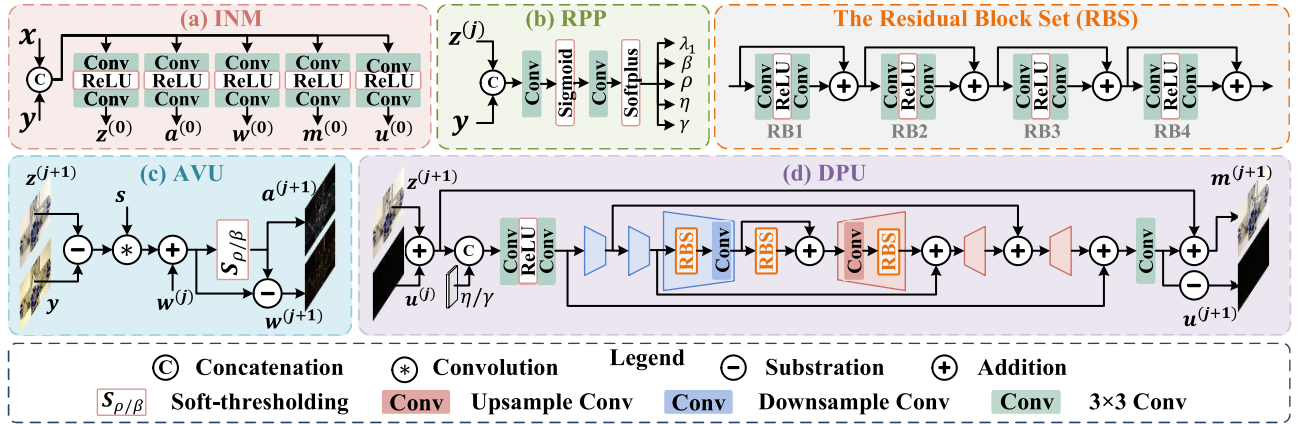 (a) INM
x
C
y
Conv Conv Conv Conv Conv
ReLU ReLU ReLU ReLU ReLU
Conv Conv Conv Conv Conv
z^(0) a^(0) w^(0) m^(0) u^(0)
(b) RPP
z^(j)
C
y
Conv Sigmoid Conv Softplus
λ₁
β
ρ
η
γ
The Residual Block Set (RBS)
Conv ReLU Conv + Conv ReLU Conv + Conv ReLU Conv + Conv ReLU Conv +
RB1 RB2 RB3 RB4
(c) AVU
z^(j+1)
s
a^(j+1)
− * + S_ρ/β −
y
w^(j)
w^(j+1)
(d) DPU
z^(j+1)
m^(j+1)
+ C Conv ReLU Conv RBS Conv RBS + Conv RBS + + + Conv + −
u^(j)
η/γ
u^(j+1)
Legend
C Concatenation * Convolution − Substration + Addition
S_ρ/β Soft-thresholding Conv Upsample Conv Conv Downsample Conv Conv 3×3 Conv